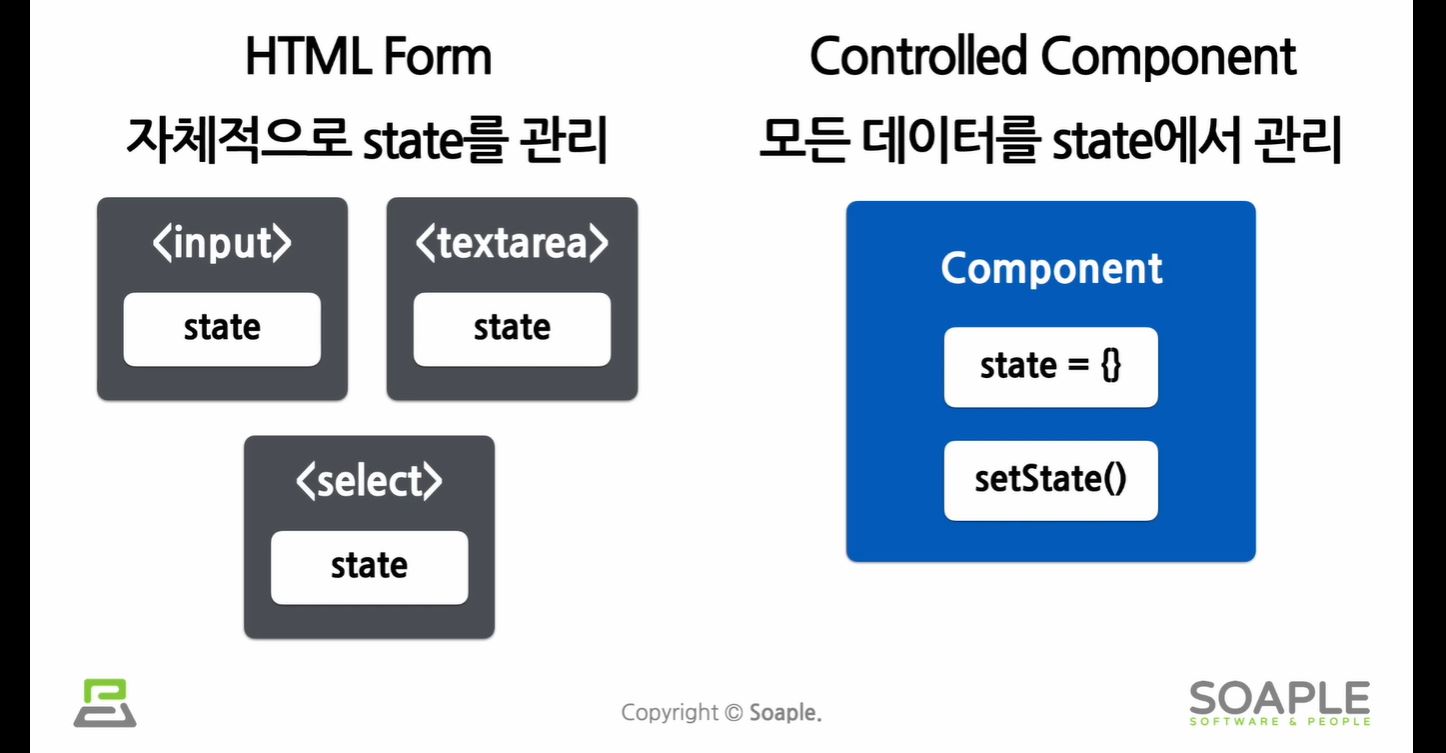 HTML Form
자체적으로 state를 관리
<input>
state
<textarea>
state
<select>
state
Controlled Component
모든 데이터를 state에서 관리
Component
state = {}
setState()
Copyright © Soaple.
SOAPLE
SOFTWARE & PEOPLE